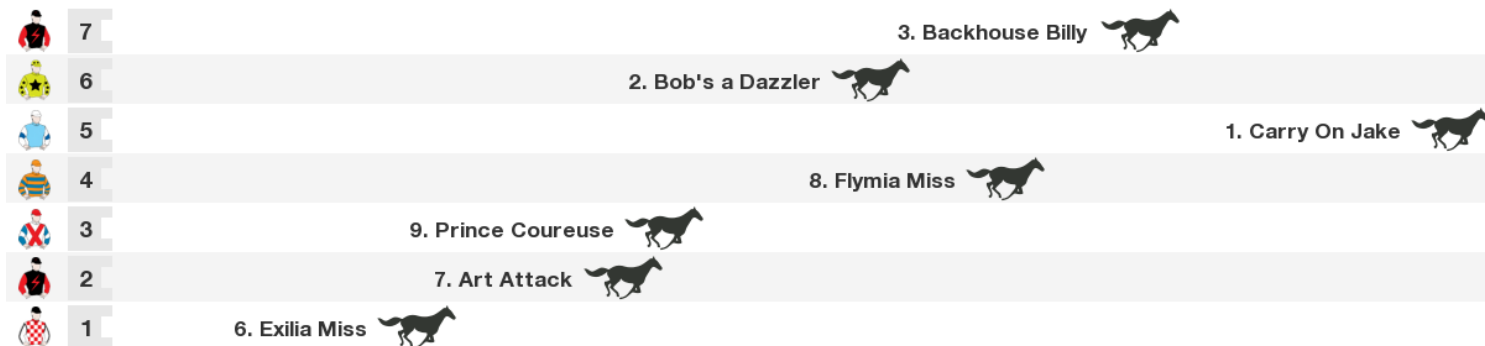 7 3. Backhouse Billy
6 2. Bob's a Dazzler
5 1. Carry On Jake
4 8. Flymia Miss
3 9. Prince Coureuse
2 7. Art Attack
1 6. Exilia Miss